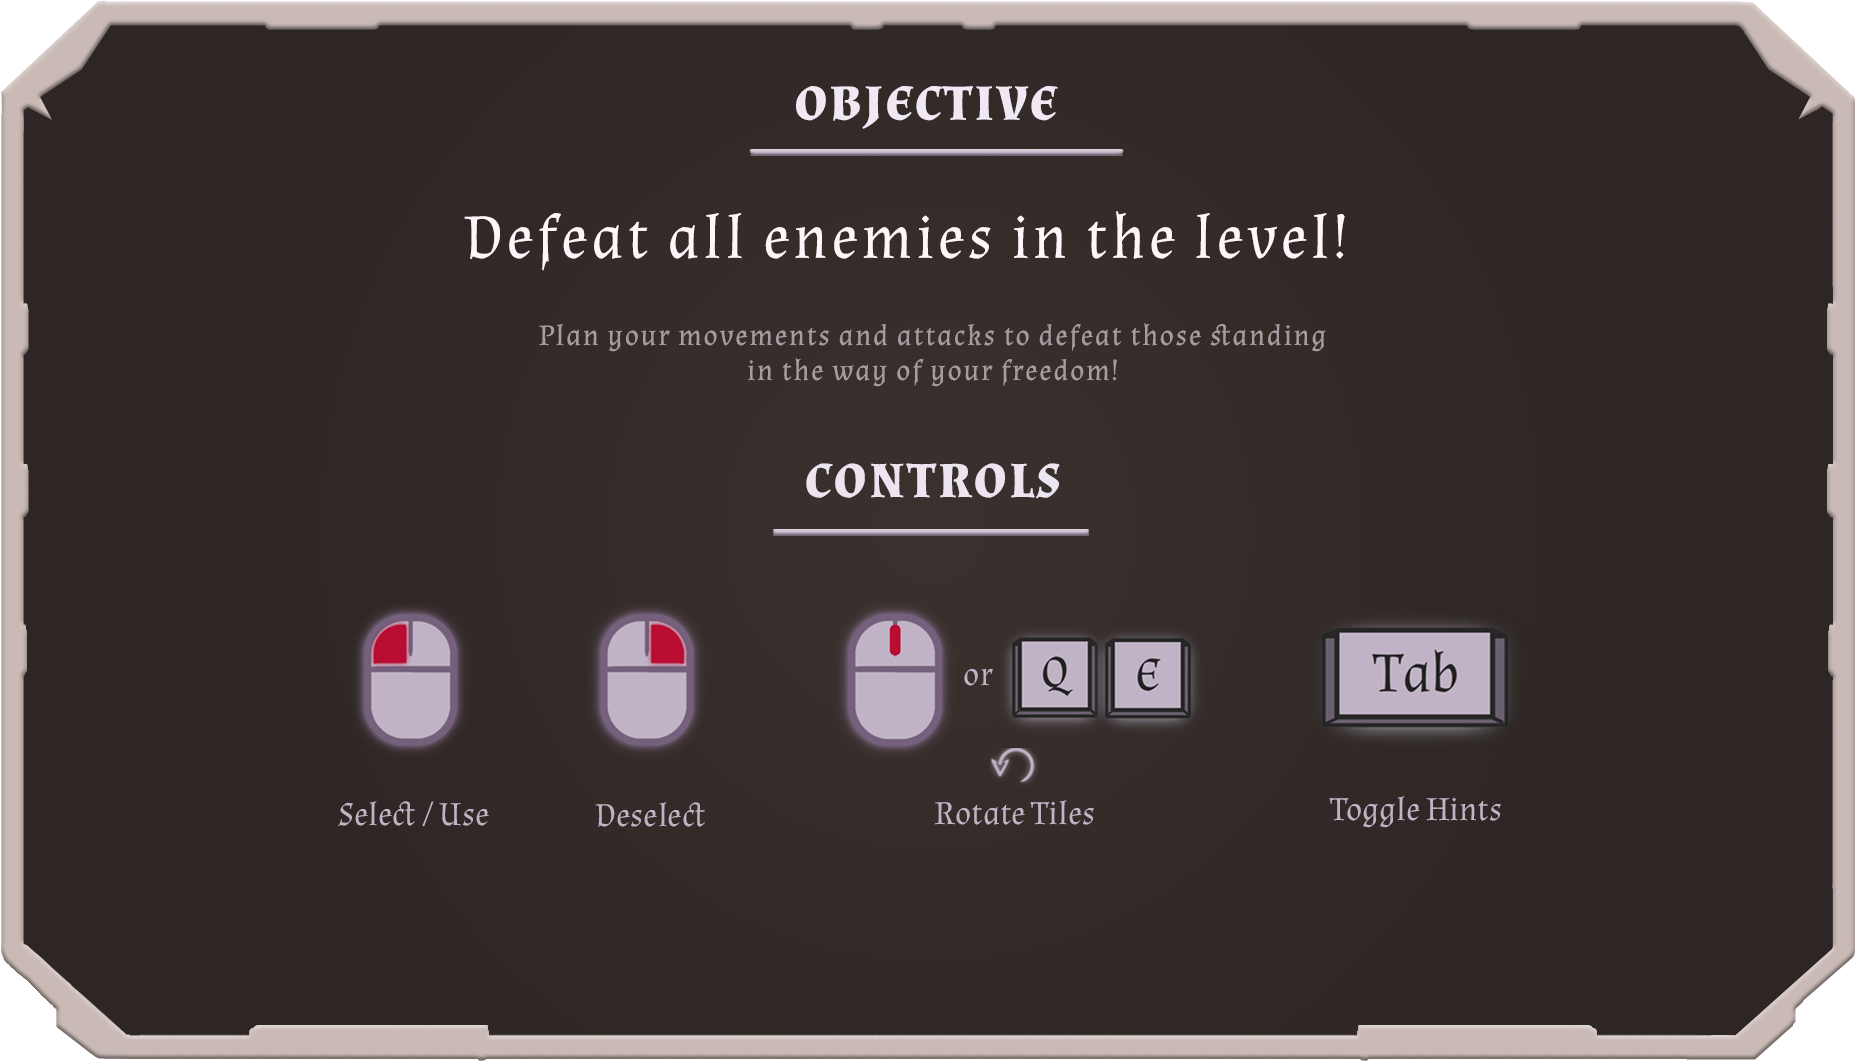 OBJECTIVE
Defeat all enemies in the level!
Plan your movements and attacks to defeat those standing
in the way of your freedom!
CONTROLS
or Q E Tab
Select / Use Deselect Rotate Tiles Toggle Hints